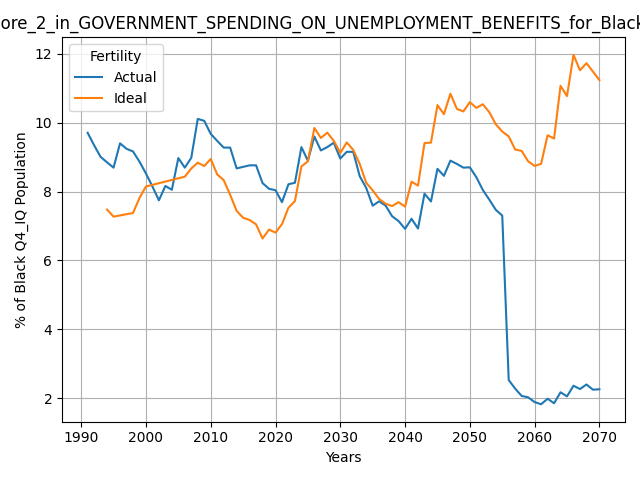 ore_2_in_GOVERNMENT_SPENDING_ON_UNEMPLOYMENT_BENEFITS_for_Black
Fertility
Actual
Ideal
% of Black Q4_IQ Population
12
10
8
6
4
2
1990 2000 2010 2020 2030 2040 2050 2060 2070
Years